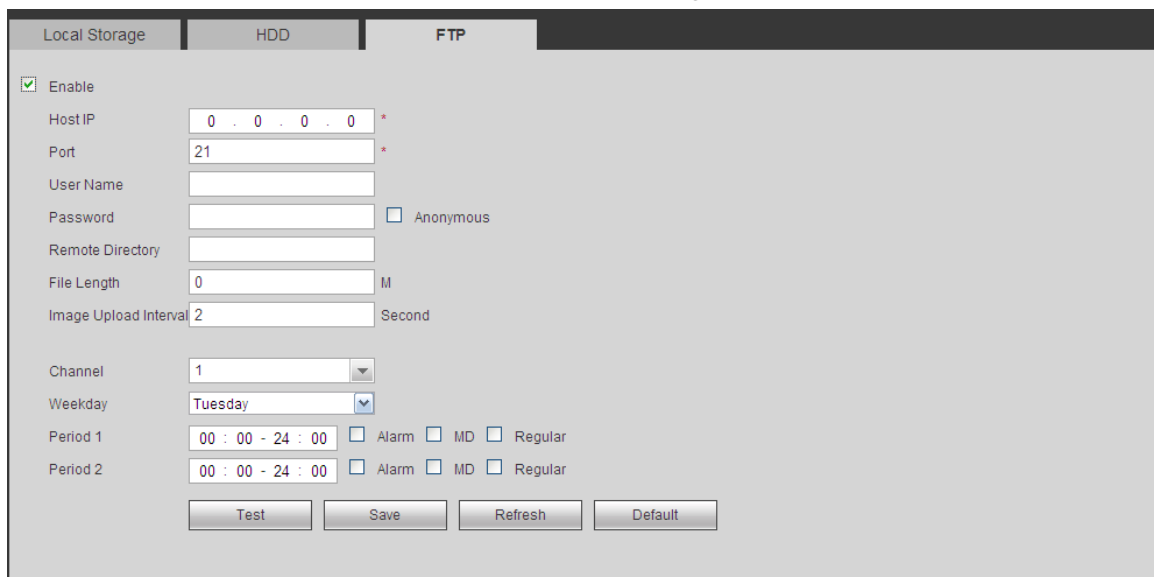 Local Storage HDD FTP
Enable
Host IP 0 . 0 . 0 . 0 *
Port 21 *
User Name
Password Anonymous
Remote Directory
File Length 0 M
Image Upload Interval 2 Second
Channel 1
Weekday Tuesday
Period 1 00 : 00 - 24 : 00 Alarm MD Regular
Period 2 00 : 00 - 24 : 00 Alarm MD Regular
Test Save Refresh Default